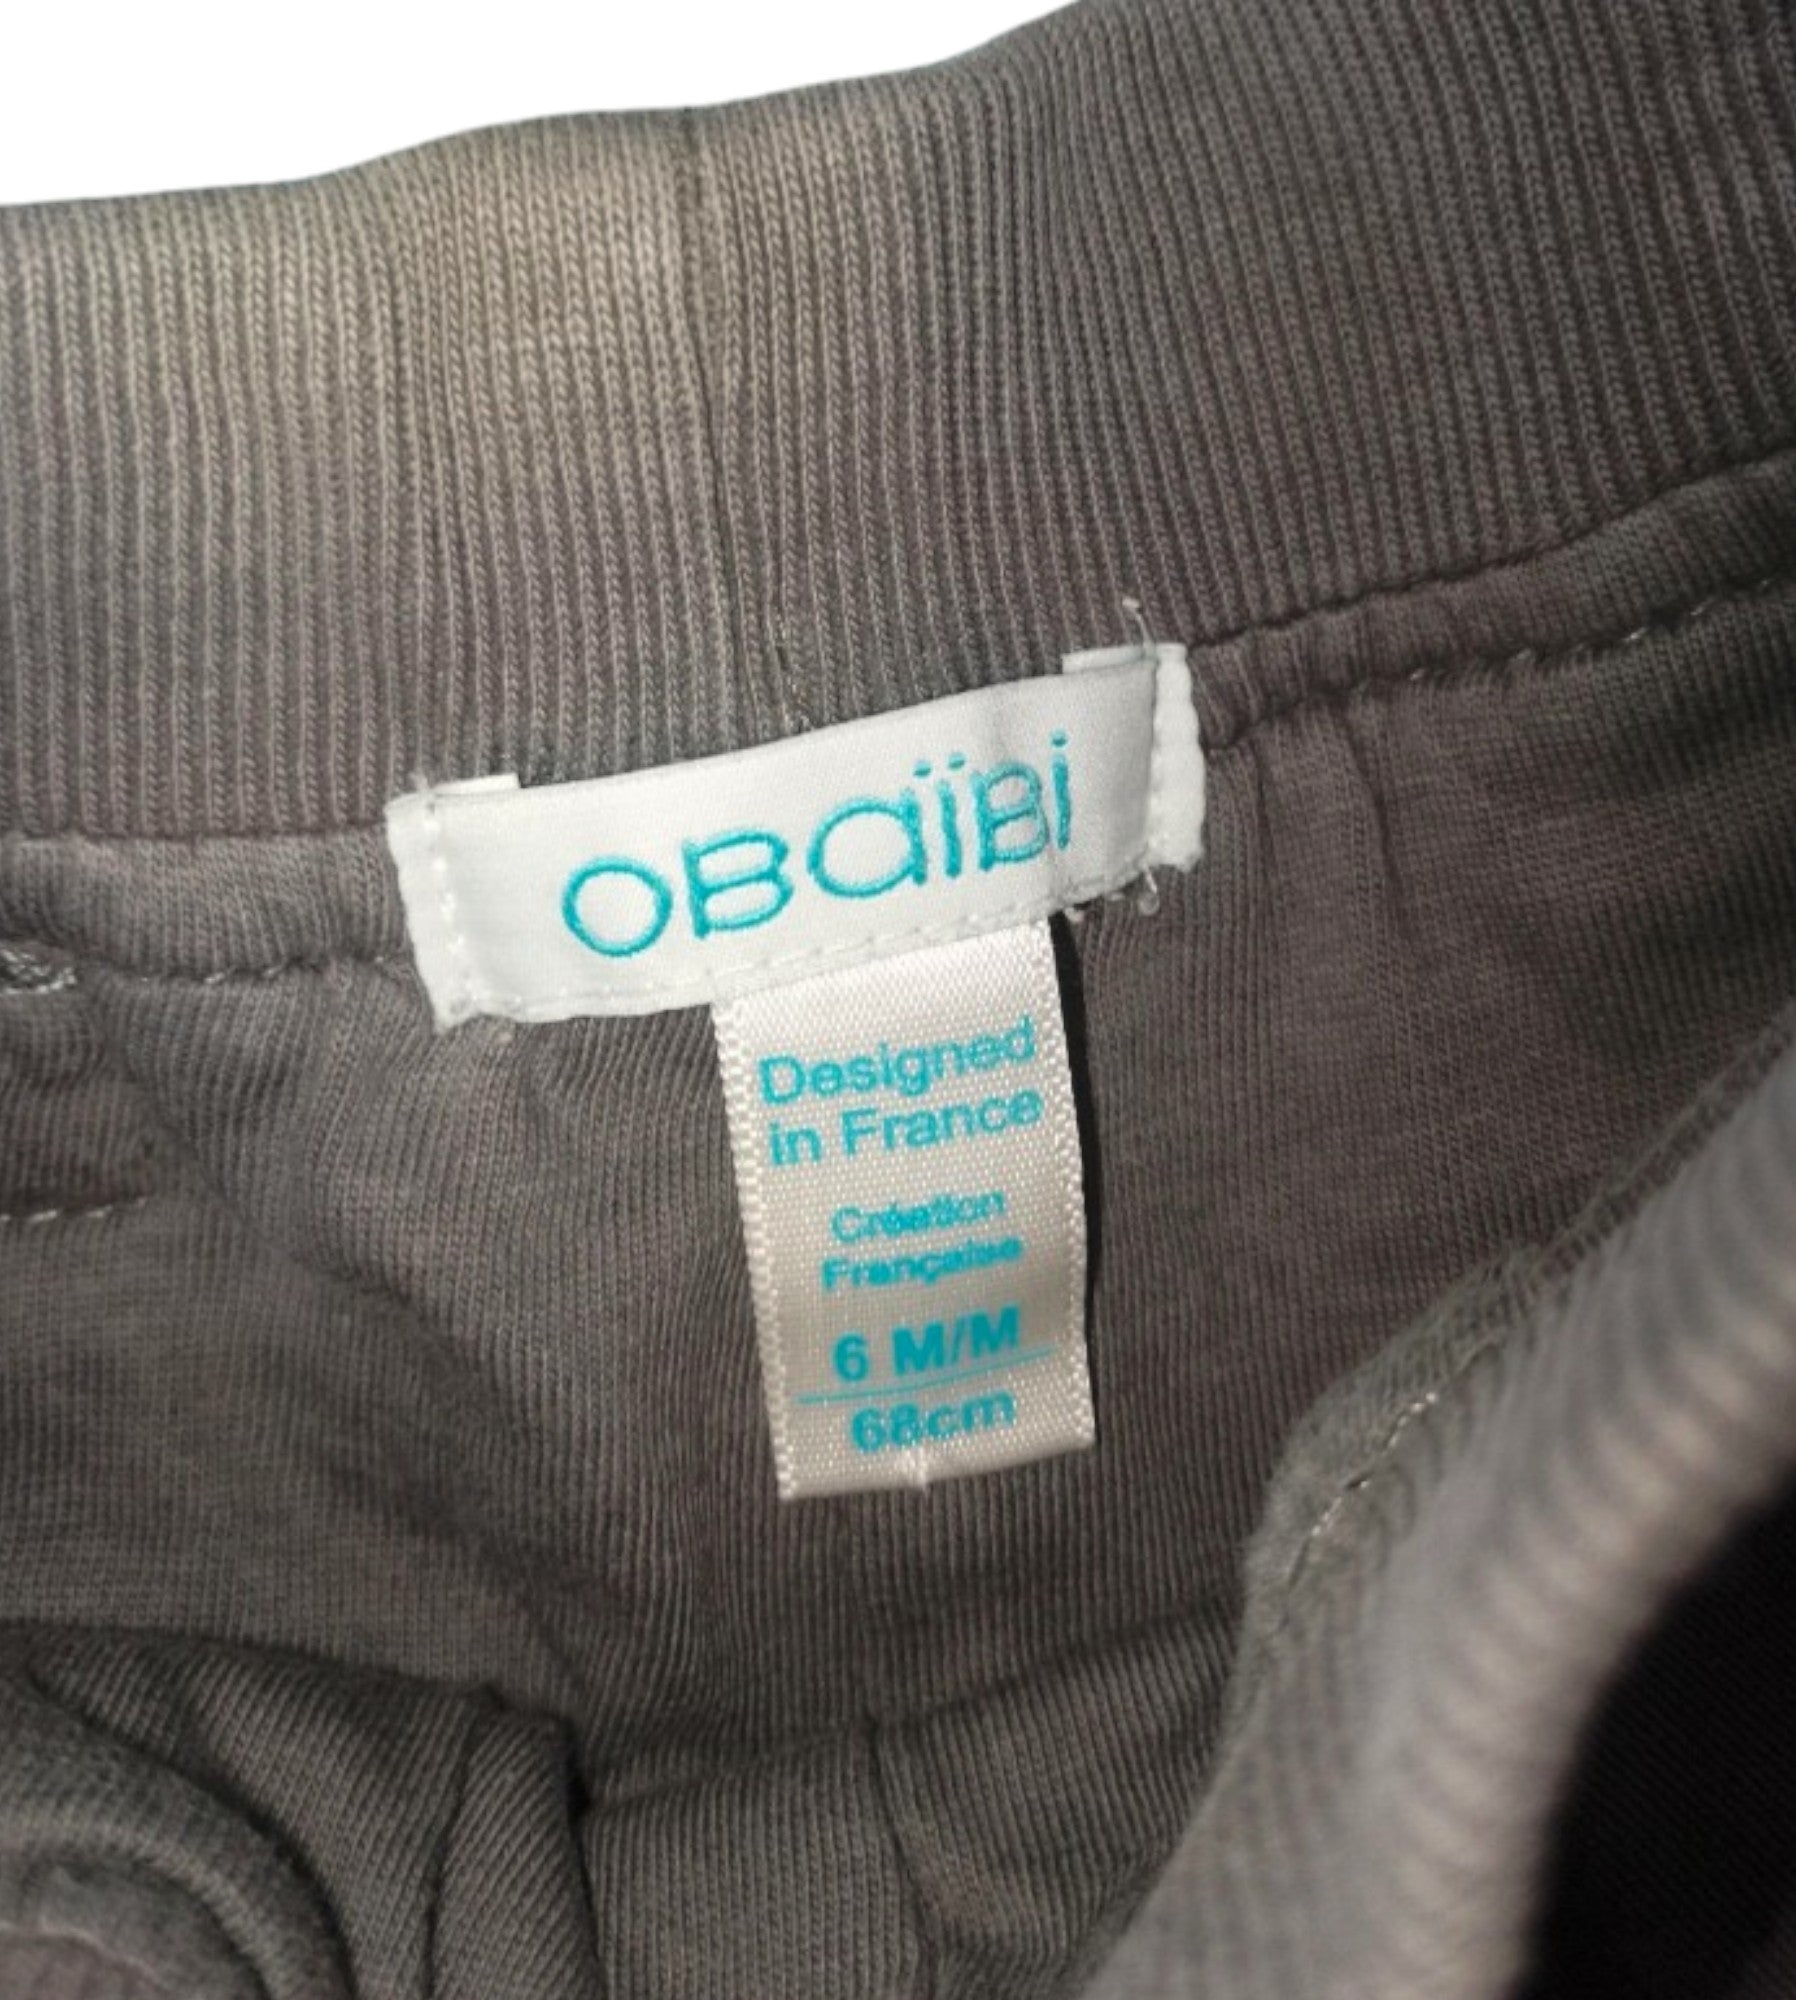 OBaïBi
Designed
in France
Création
Française
6 M/M
68cm